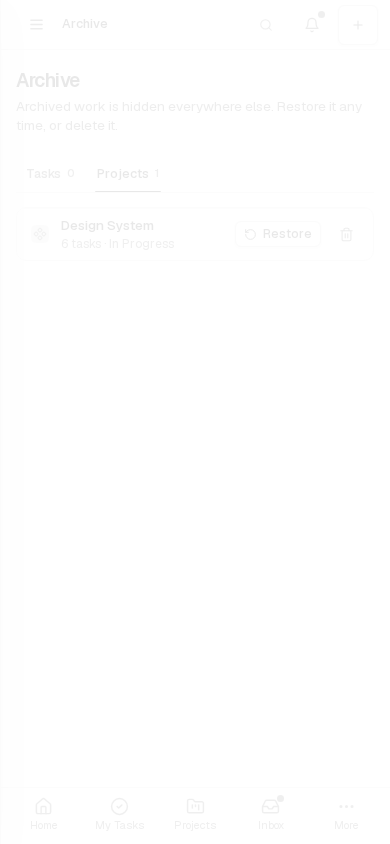 Archive
Archive
Archived work is hidden everywhere else. Restore it any
time, or delete it.
Tasks 0 Projects 1
Design System
6 tasks · In Progress
Restore
Home My Tasks Projects Inbox More